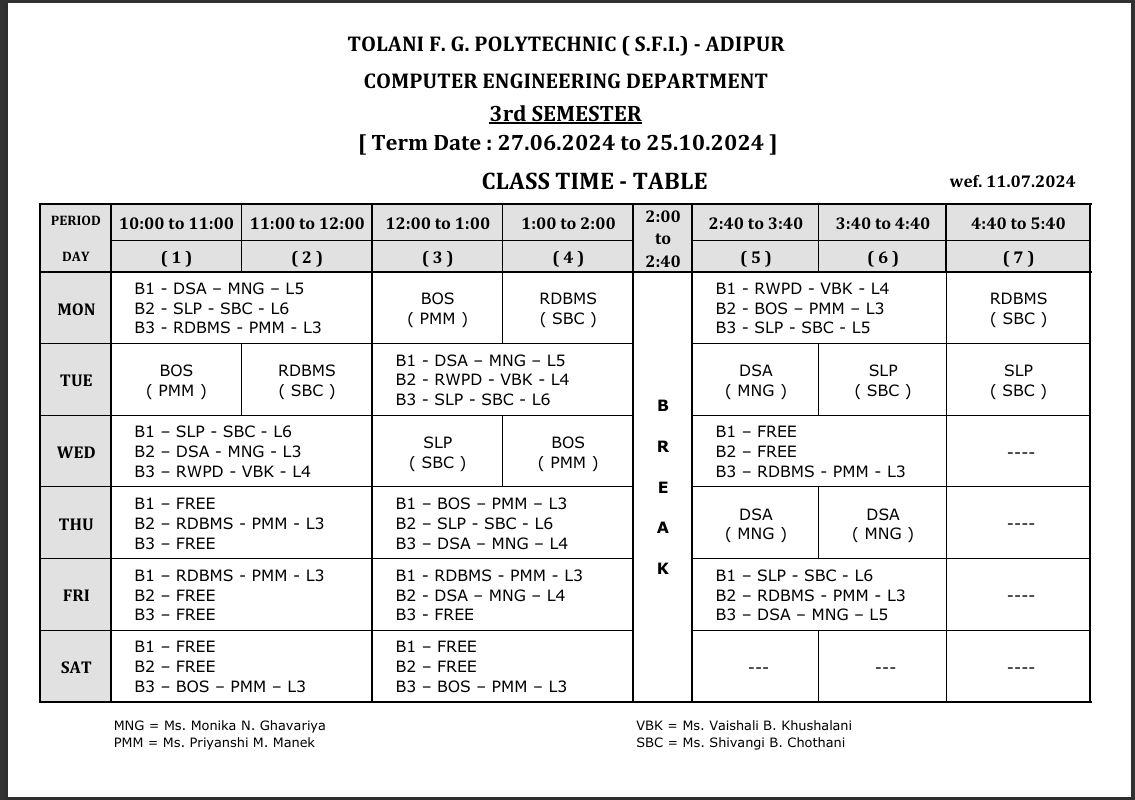 TOLANI F. G. POLYTECHNIC ( S.F.I.) - ADIPUR
COMPUTER ENGINEERING DEPARTMENT
3rd SEMESTER
[ Term Date : 27.06.2024 to 25.10.2024 ]
CLASS TIME - TABLE
wef. 11.07.2024
PERIOD 10:00 to 11:00 11:00 to 12:00 12:00 to 1:00 1:00 to 2:00 2:00 to 2:40 2:40 to 3:40 3:40 to 4:40 4:40 to 5:40
DAY ( 1 ) ( 2 ) ( 3 ) ( 4 ) ( 5 ) ( 6 ) ( 7 )
MON
B1 - DSA – MNG – L5
B2 - SLP - SBC - L6
B3 - RDBMS - PMM - L3
BOS
( PMM )
RDBMS
( SBC )
B1 - RWPD - VBK - L4
B2 - BOS – PMM – L3
B3 - SLP - SBC - L5
RDBMS
( SBC )
TUE
BOS
( PMM )
RDBMS
( SBC )
B1 - DSA – MNG – L5
B2 - RWPD - VBK - L4
B3 - SLP - SBC - L6
DSA
( MNG )
SLP
( SBC )
SLP
( SBC )
WED
B1 – SLP - SBC - L6
B2 – DSA - MNG - L3
B3 – RWPD - VBK - L4
SLP
( SBC )
BOS
( PMM )
B1 – FREE
B2 – FREE
B3 – RDBMS - PMM - L3
----
THU
B1 – FREE
B2 – RDBMS - PMM - L3
B3 – FREE
B1 – BOS – PMM – L3
B2 – SLP - SBC - L6
B3 – DSA – MNG – L4
DSA
( MNG )
DSA
( MNG )
----
FRI
B1 – RDBMS - PMM - L3
B2 – FREE
B3 – FREE
B1 - RDBMS - PMM - L3
B2 - DSA – MNG – L4
B3 - FREE
B1 – SLP - SBC - L6
B2 – RDBMS - PMM - L3
B3 – DSA – MNG – L5
----
SAT
B1 – FREE
B2 – FREE
B3 – BOS – PMM – L3
B1 – FREE
B2 – FREE
B3 – BOS – PMM – L3
---
---
----
B
R
E
A
K
MNG = Ms. Monika N. Ghavariya
PMM = Ms. Priyanshi M. Manek
VBK = Ms. Vaishali B. Khushalani
SBC = Ms. Shivangi B. Chothani